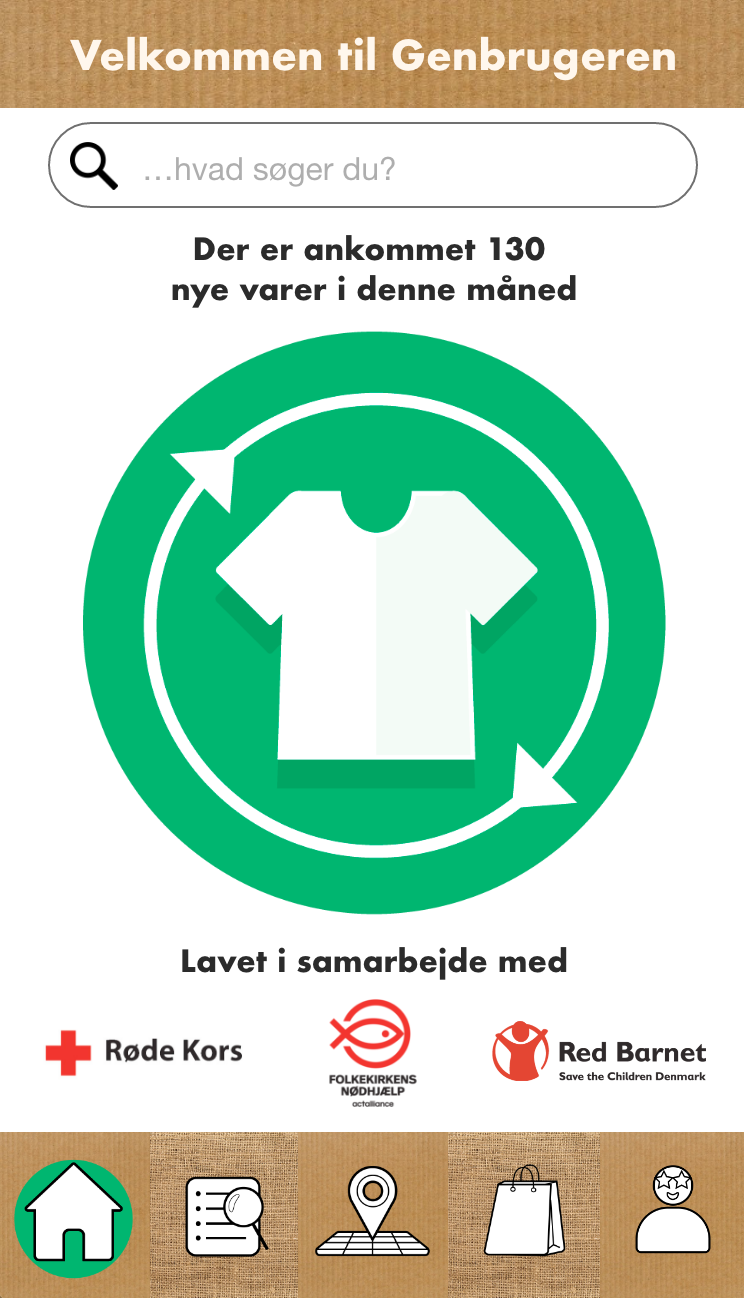 Velkommen til Genbrugeren
...hvad søger du?
Der er ankommet 130
nye varer i denne måned
Lavet i samarbejde med
Røde Kors
FOLKEKIRKENS
NØDHJÆLP
actalliance
Red Barnet
Save the Children Denmark